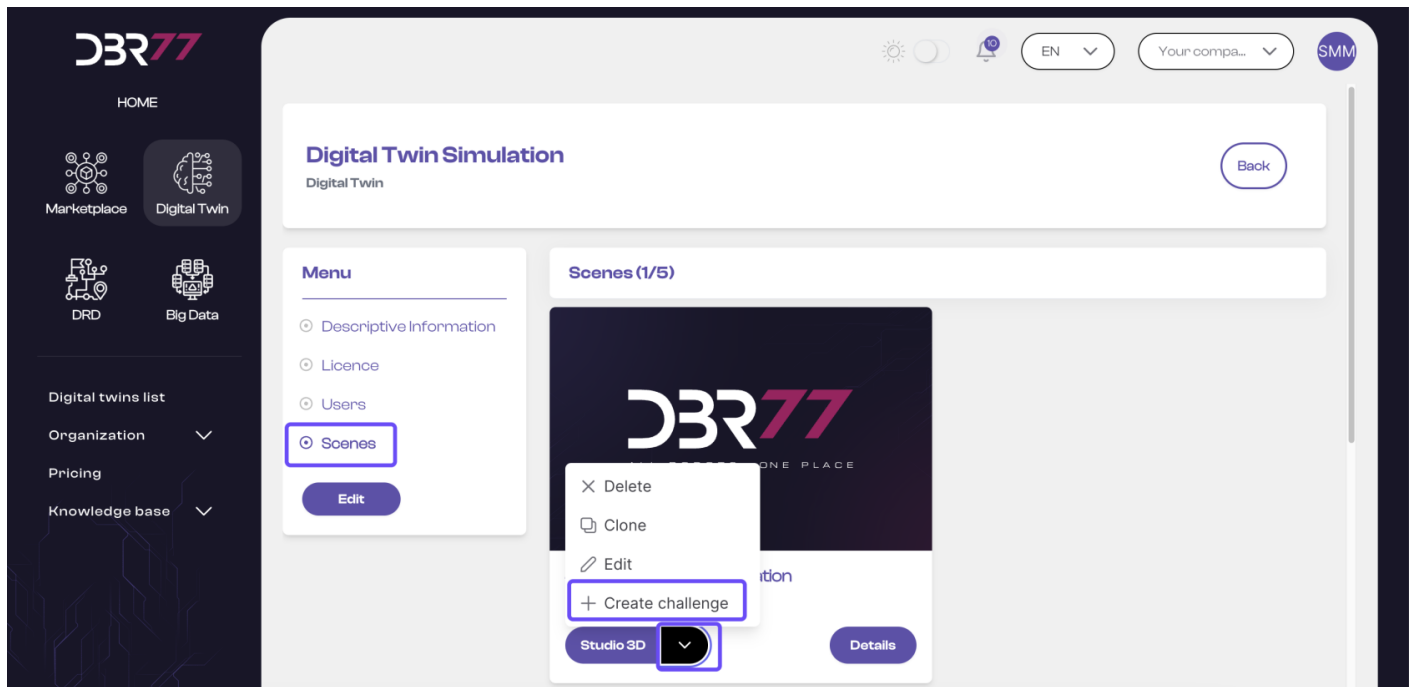 DBR77
10
EN
Your compa...
SMM
HOME
Marketplace
Digital Twin
DRD
Big Data
Digital twins list
Organization
Pricing
Knowledge base
Digital Twin Simulation
Digital Twin
Back
Menu
Descriptive Information
Licence
Users
Scenes
Edit
Scenes (1/5)
DBR77
ONE PLACE
Delete
Clone
Edit
Create challenge
Studio 3D
Details